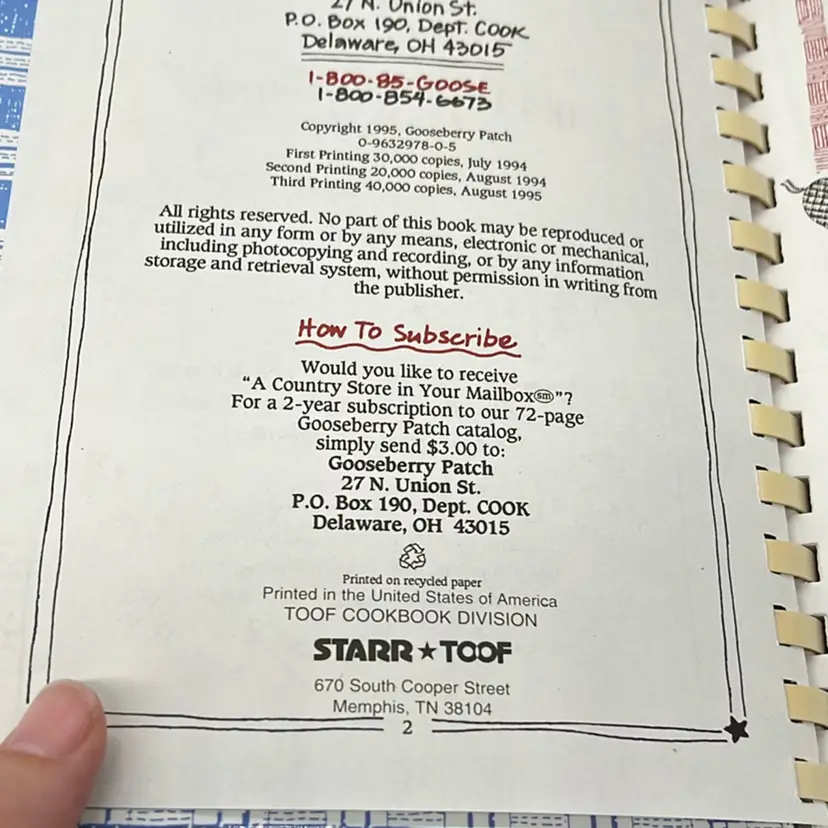 27 N. Union St.
P.O. Box 190, Dept. Cook
Delaware, OH 43015
1-800-85-GOOSE
1-800-854-6673
Copyright 1995, Gooseberry Patch
0-9632978-0-5
First Printing 30,000 copies, July 1994
Second Printing 20,000 copies, August 1994
Third Printing 40,000 copies, August 1995
All rights reserved. No part of this book may be reproduced or
utilized in any form or by any means, electronic or mechanical,
including photocopying and recording, or by any information
storage and retrieval system, without permission in writing from
the publisher.
How To Subscribe
Would you like to receive
“A Country Store in Your Mailbox℠”?
For a 2-year subscription to our 72-page
Gooseberry Patch catalog,
simply send $3.00 to:
Gooseberry Patch
27 N. Union St.
P.O. Box 190, Dept. COOK
Delaware, OH 43015
Printed on recycled paper
Printed in the United States of America
TOOF COOKBOOK DIVISION
STARR★TOOF
670 South Cooper Street
Memphis, TN 38104
2